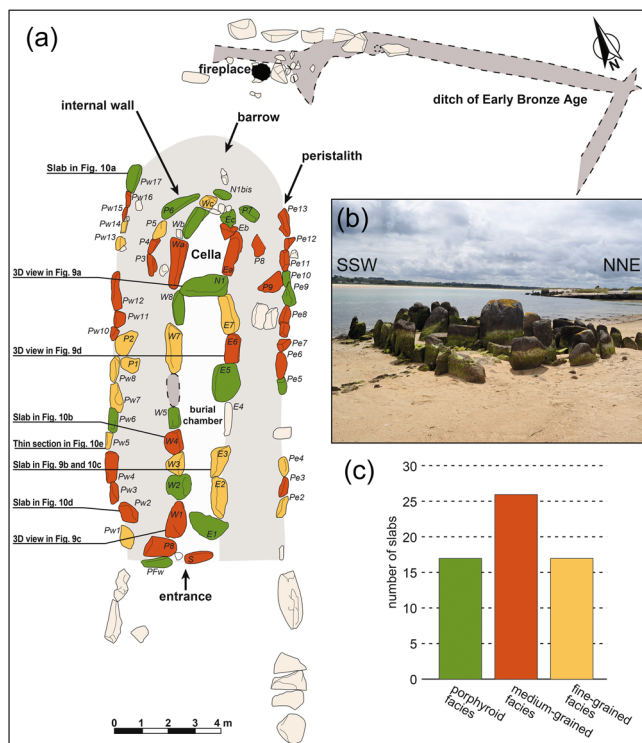 (a)
fireplace
N
ditch of Early Bronze Age
internal wall
barrow
peristalith
Slab in Fig. 10a
Pw17
Pw16
Pw15
Pw14
Pw13
P6
P5
P4
P3
Wb
Wa
Wc
N1bis
P7
Ec
Eb
Ea
Cella
P8
P9
Pe13
Pe12
Pe11
Pe10
Pe9
Pe8
Pe7
Pe6
Pe5
3D view in Fig. 9a
N1
W8
Pw12
Pw11
Pw10
P2
P1
W7
E7
E6
3D view in Fig. 9d
Pw8
Pw7
E5
burial
chamber
E4
W5
Pw6
Slab in Fig. 10b
W4
Thin section in Fig. 10e
Pw5
Slab in Fig. 9b and 10c
W3
E3
Pe4
Pw4
Pw3
W2
E2
Pe3
Pe2
Slab in Fig. 10d
Pw2
W1
E1
3D view in Fig. 9c
Pw1
P8
S
PFw
entrance
0 1 2 3 4 m
(b)
SSW
NNE
(c)
number of slabs
30
25
20
15
10
5
0
porphyroid
facies
medium-grained
facies
fine-grained
facies